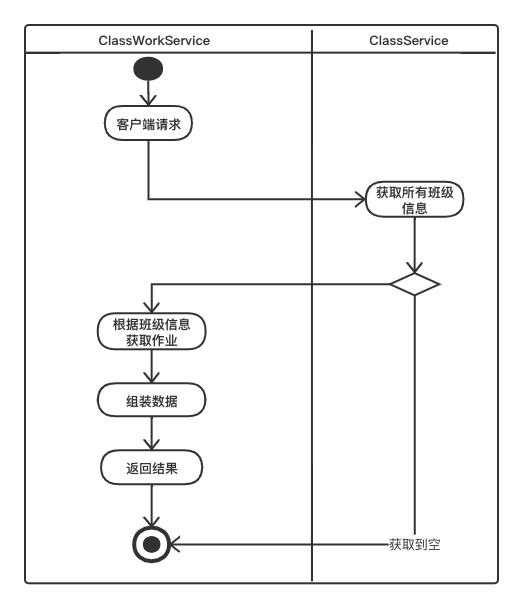 ClassWorkService
ClassService
客户端请求
获取所有班级
信息
根据班级信息
获取作业
组装数据
返回结果
获取到空